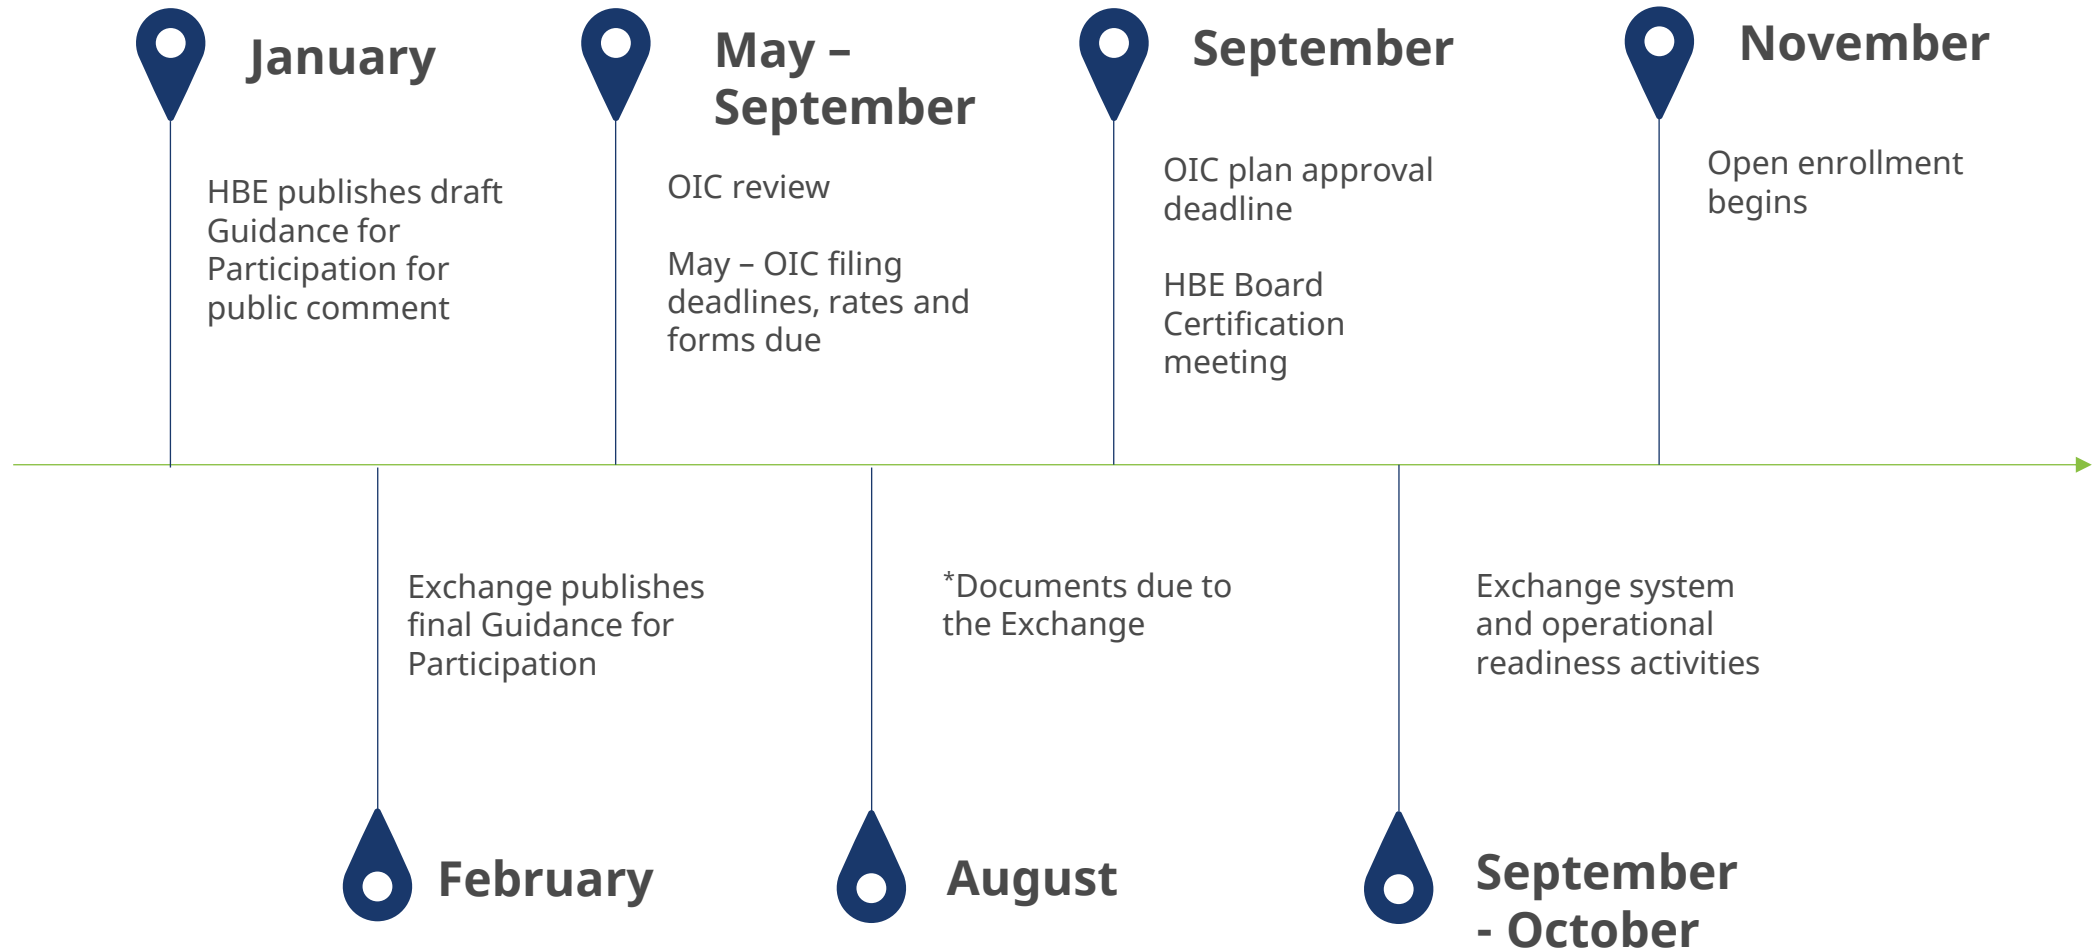 January
HBE publishes draft
Guidance for
Participation for
public comment
February
Exchange publishes
final Guidance for
Participation
May –
September
OIC review
May – OIC filing
deadlines, rates and
forms due
August
*Documents due to
the Exchange
September
OIC plan approval
deadline
HBE Board
Certification
meeting
September
- October
Exchange system
and operational
readiness activities
November
Open enrollment
begins